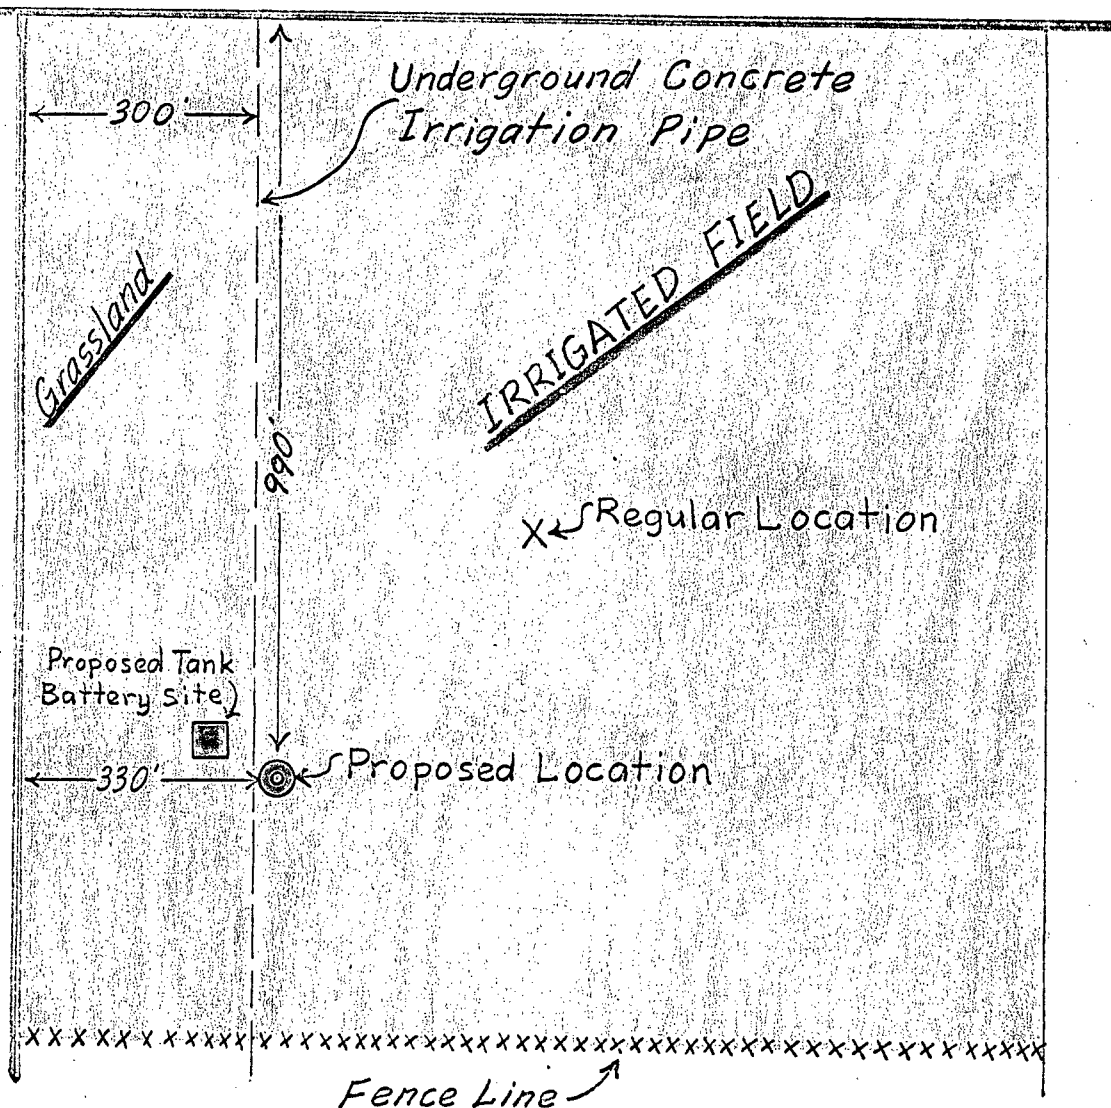 Underground Concrete
Irrigation Pipe
300'
IRRIGATED FIELD
Grassland
990'
X Regular Location
Proposed Tank
Battery Site
330'
Proposed Location
XXXXXXXXXXXXXXXXXXXXXXXXXXXXXXXXXXXXXXXXXXXXXXXXXX
Fence Line